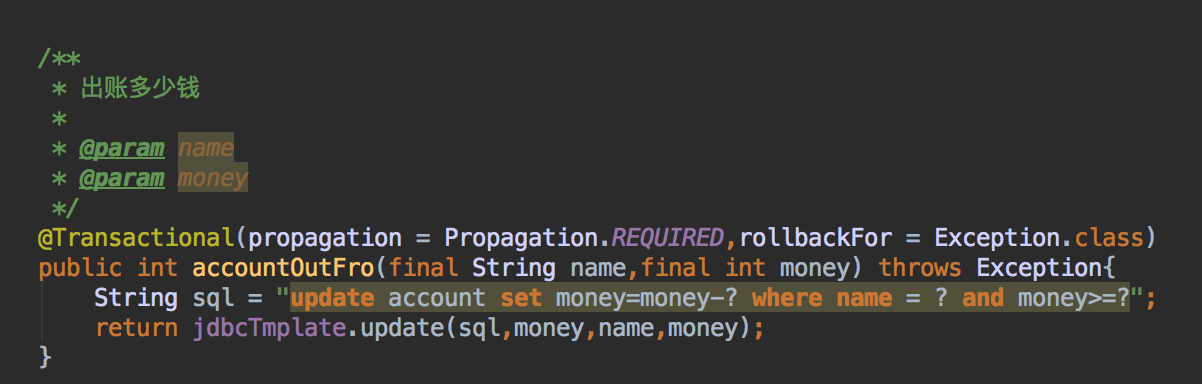 /**
 * 出账多少钱
 *
 * @param name
 * @param money
 */
@Transactional(propagation = Propagation.REQUIRED,rollbackFor = Exception.class)
public int accountOutFro(final String name,final int money) throws Exception{
    String sql = "update account set money=money-? where name = ? and money>=?";
    return jdbcTmplate.update(sql,money,name,money);
}